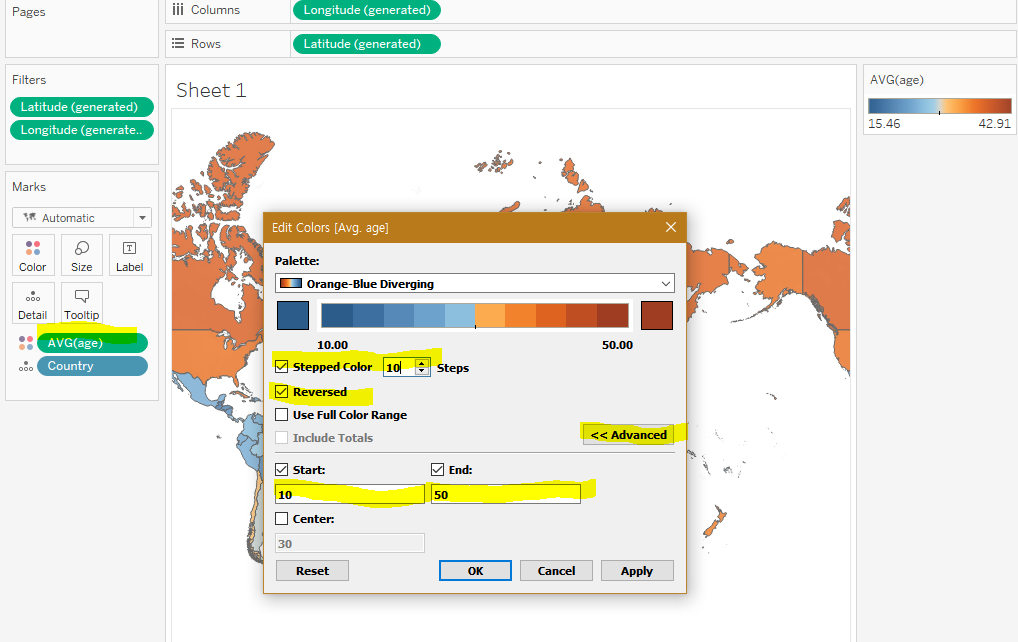 Pages
Columns
Longitude (generated)
Rows
Latitude (generated)
Filters
Latitude (generated)
Longitude (generate..
Marks
Automatic
Color
Size
Label
Detail
Tooltip
AVG(age)
Country
Sheet 1
Edit Colors [Avg. age]
Palette:
Orange-Blue Diverging
10.00
50.00
Stepped Color
10
Steps
Reversed
Use Full Color Range
<< Advanced
Include Totals
Start:
End:
10
50
Center:
30
Reset
OK
Cancel
Apply
AVG(age)
15.46
42.91